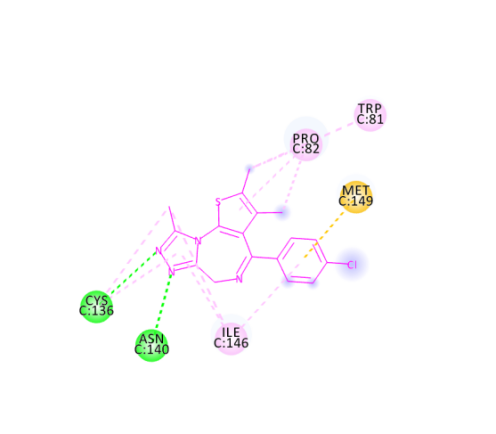 TRP
C:81
PRO
C:82
MET
C:149
S
N
Cl
N
N
N
CYS
C:136
ASN
C:140
ILE
C:146